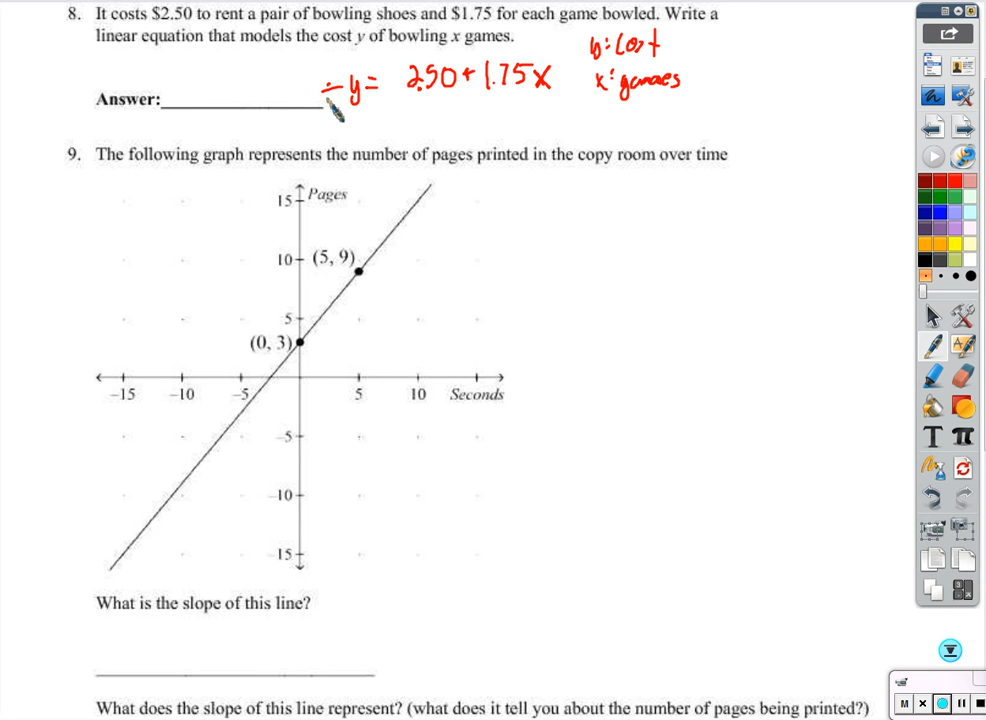 8. It costs $2.50 to rent a pair of bowling shoes and $1.75 for each game bowled. Write a
linear equation that models the cost y of bowling x games.
y: Cost
y = 2.50 + 1.75x
x: games
Answer:
9. The following graph represents the number of pages printed in the copy room over time
15 Pages
10 (5, 9)
5
(0, 3)
-15 -10 -5 5 10 Seconds
-5
-10
15
What is the slope of this line?
What does the slope of this line represent? (what does it tell you about the number of pages being printed?)
T π
M X